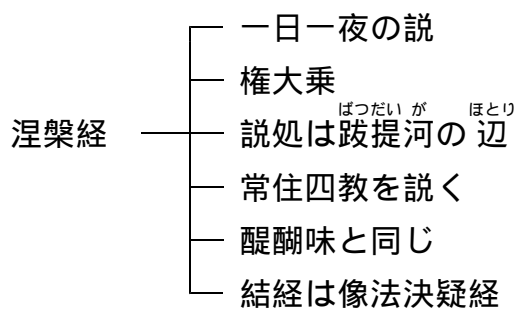 涅槃経
一日一夜の説
権大乗
ばつだいが ほとり
説処は跋提河の辺
常住四教を説く
醍醐味と同じ
結経は像法決疑経